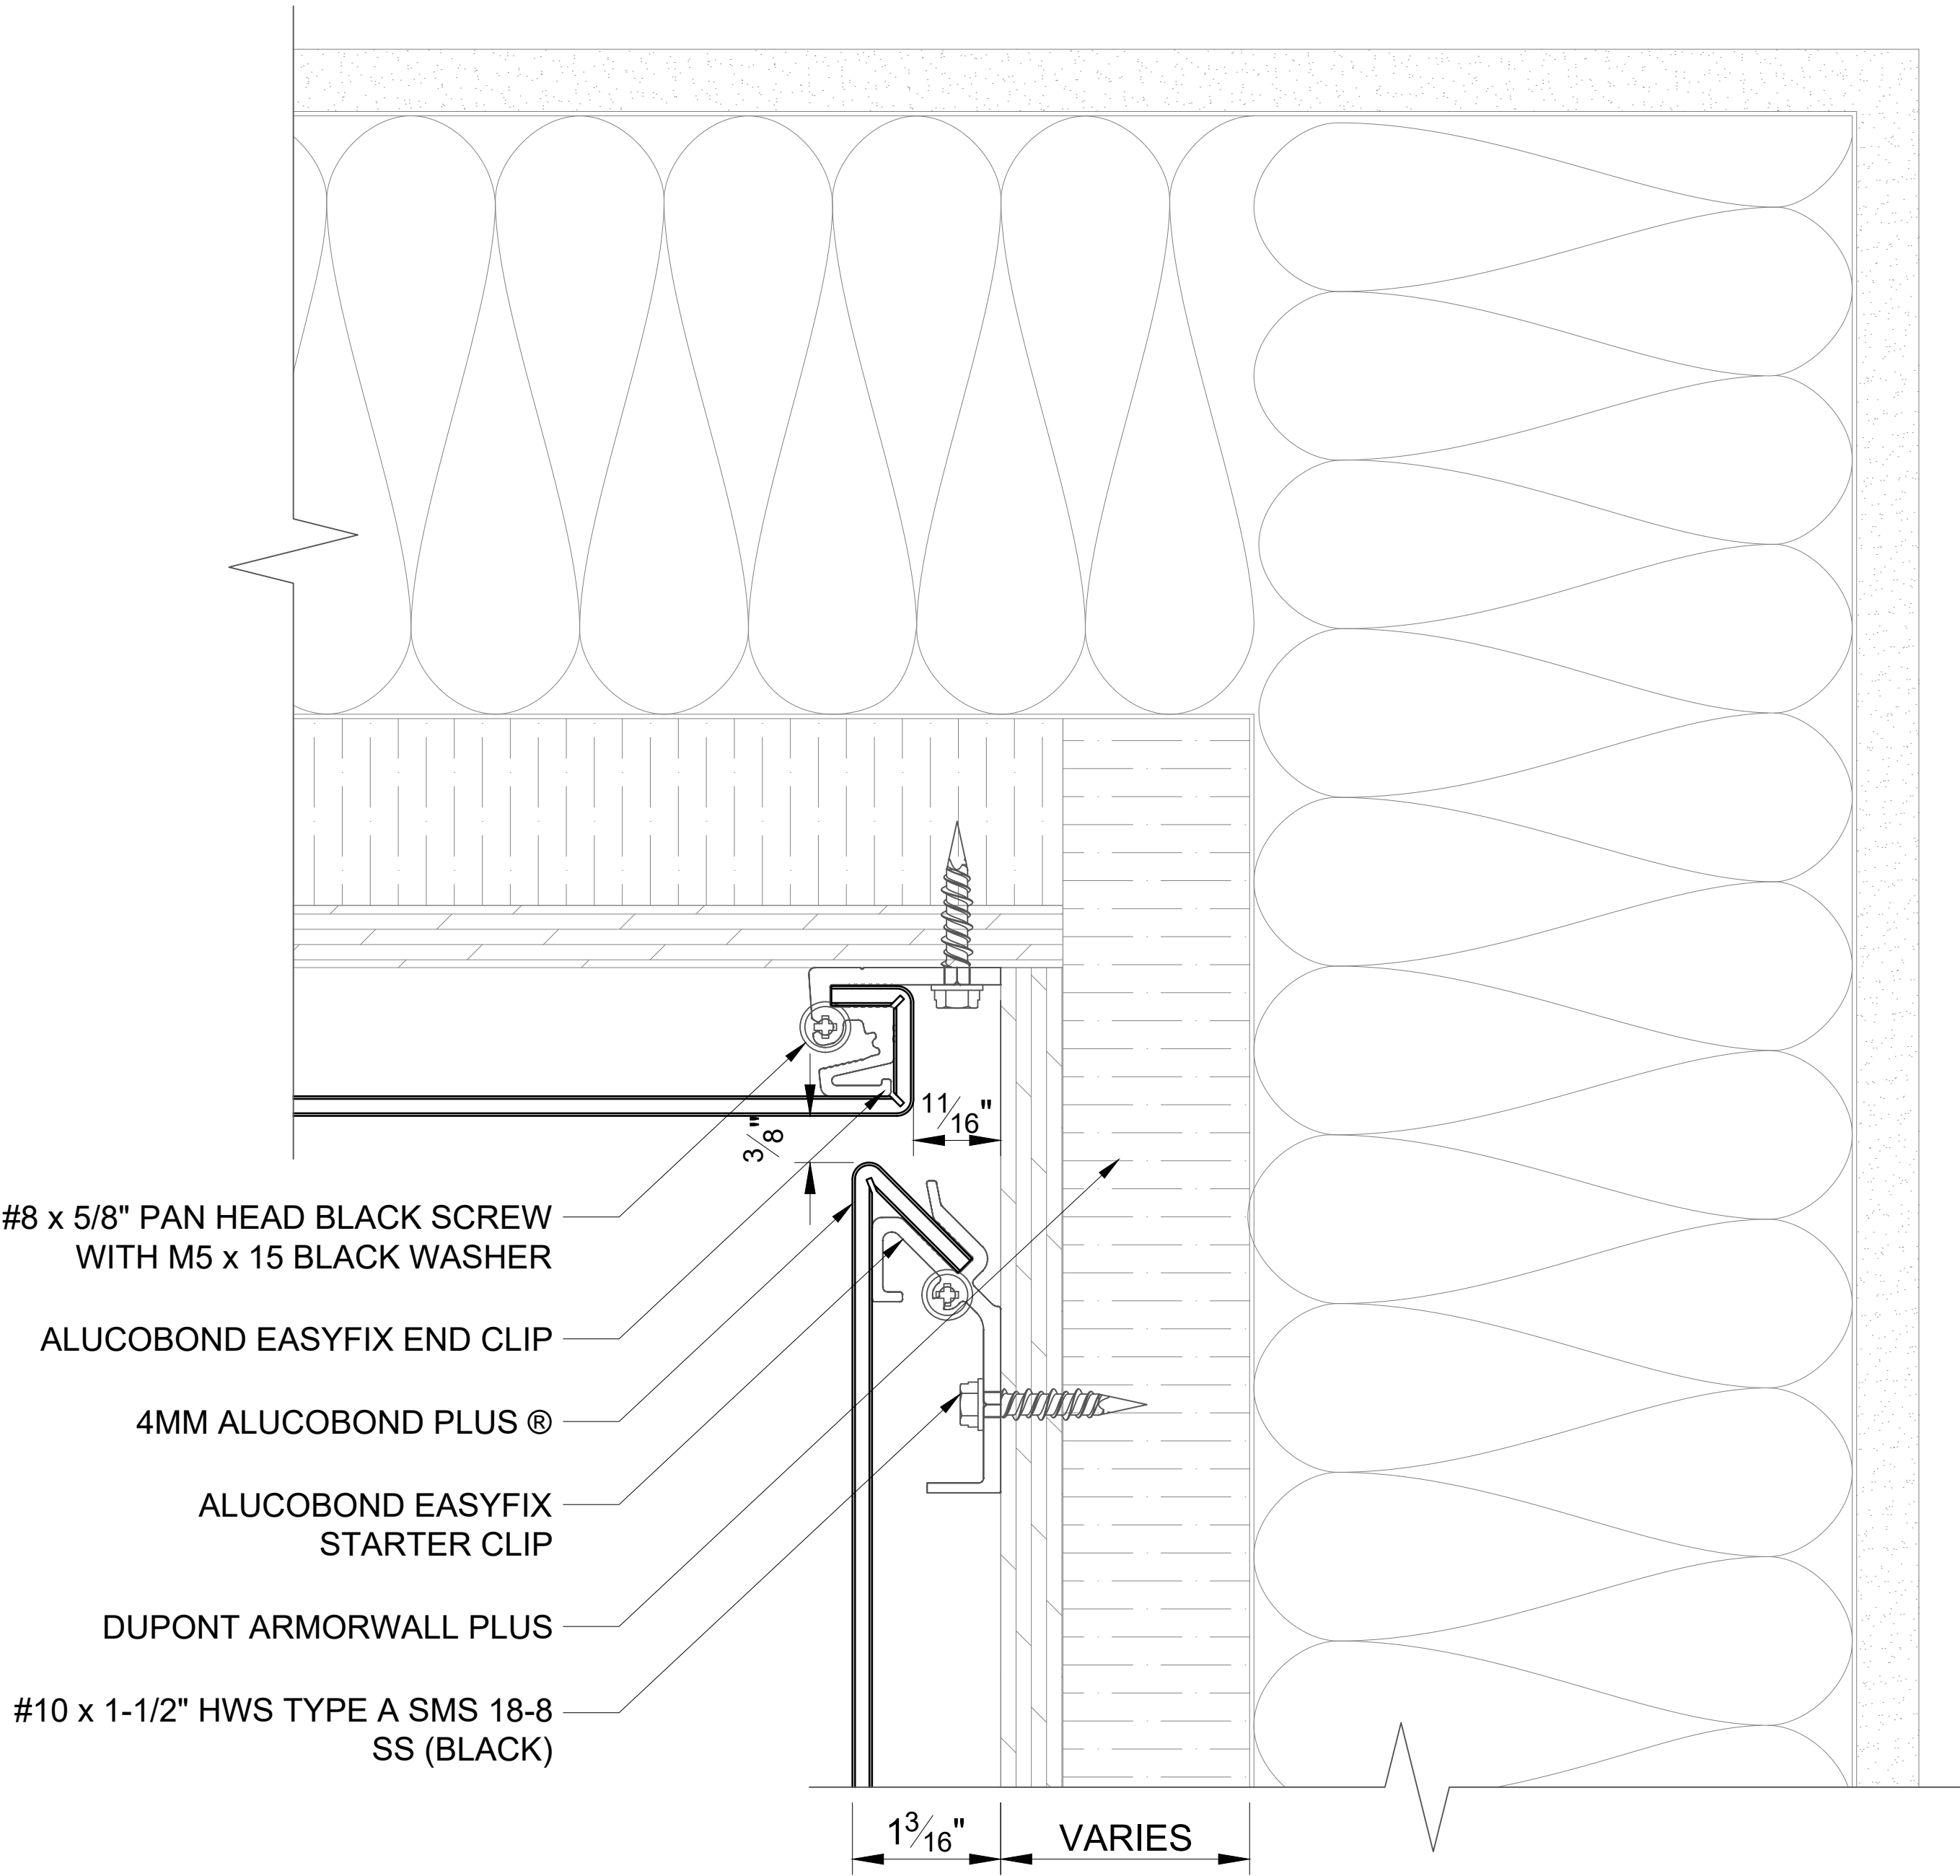 11/16"
3/8"
#8 x 5/8" PAN HEAD BLACK SCREW
WITH M5 x 15 BLACK WASHER
ALUCOBOND EASYFIX END CLIP
4MM ALUCOBOND PLUS ®
ALUCOBOND EASYFIX
STARTER CLIP
DUPONT ARMORWALL PLUS
#10 x 1-1/2" HWS TYPE A SMS 18-8
SS (BLACK)
1 3/16"
VARIES